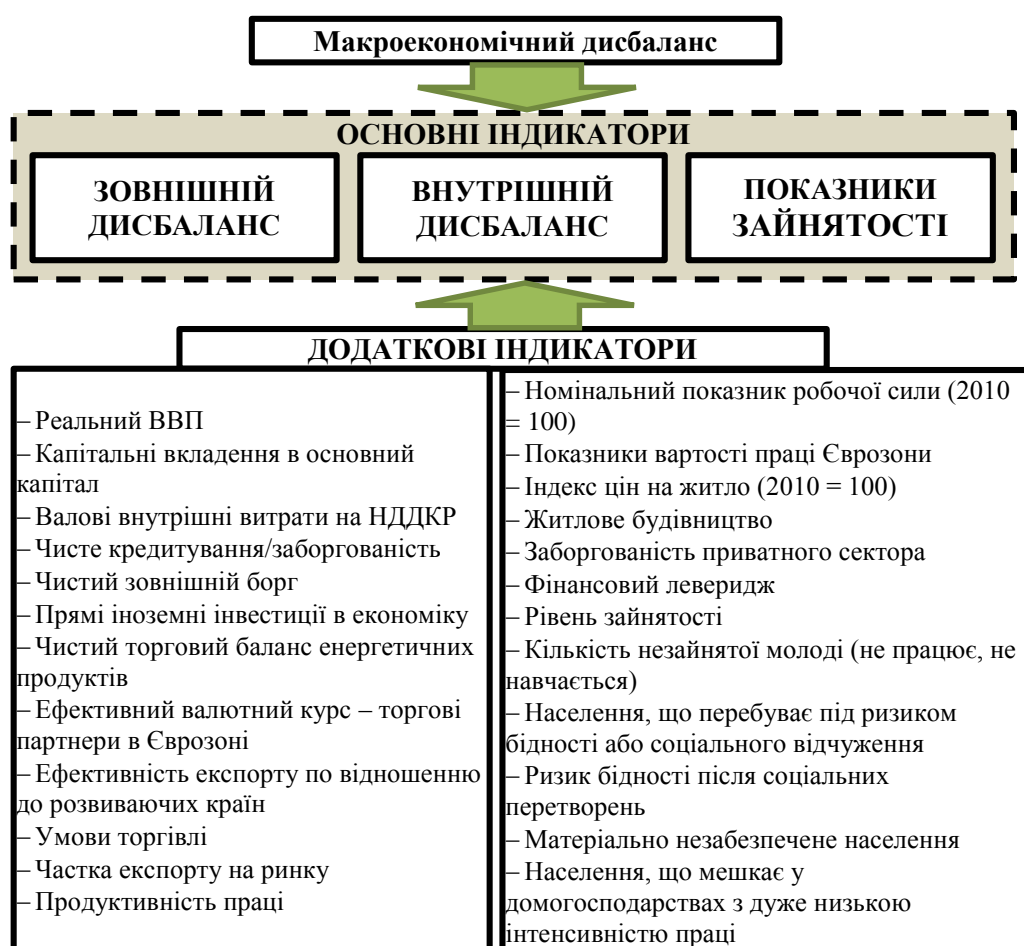 Макроекономічний дисбаланс
ОСНОВНІ ІНДИКАТОРИ
ЗОВНІШНІЙ
ДИСБАЛАНС
ВНУТРІШНІЙ
ДИСБАЛАНС
ПОКАЗНИКИ
ЗАЙНЯТОСТІ
ДОДАТКОВІ ІНДИКАТОРИ
– Реальний ВВП
– Капітальні вкладення в основний
капітал
– Валові внутрішні витрати на НДДКР
– Чисте кредитування/заборгованість
– Чистий зовнішній борг
– Прямі іноземні інвестиції в економіку
– Чистий торговий баланс енергетичних
продуктів
– Ефективний валютний курс – торгові
партнери в Єврозоні
– Ефективність експорту по відношенню
до розвиваючих країн
– Умови торгівлі
– Частка експорту на ринку
– Продуктивність праці
– Номінальний показник робочої сили (2010
= 100)
– Показники вартості праці Єврозони
– Індекс цін на житло (2010 = 100)
– Житлове будівництво
– Заборгованість приватного сектора
– Фінансовий леверидж
– Рівень зайнятості
– Кількість незайнятої молоді (не працює, не
навчається)
– Населення, що перебуває під ризиком
бідності або соціального відчуження
– Ризик бідності після соціальних
перетворень
– Матеріально незабезпечене населення
– Населення, що мешкає у
домогосподарствах з дуже низькою
інтенсивністю праці